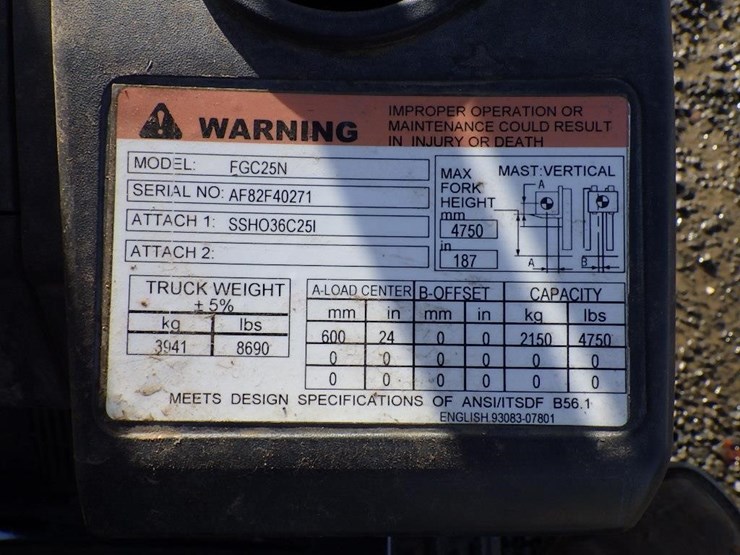 WARNING
IMPROPER OPERATION OR
MAINTENANCE COULD RESULT
IN INJURY OR DEATH
MODEL: FGC25N
SERIAL NO: AF82F40271
ATTACH 1: SSHO36C25I
ATTACH 2:
MAX
FORK
HEIGHT
mm
4750
in
187
MAST:VERTICAL
A
A B
TRUCK WEIGHT
± 5%
kg lbs
3941 8690
A-LOAD CENTER B-OFFSET CAPACITY
mm in mm in kg lbs
600 24 0 0 2150 4750
0 0 0 0 0 0
0 0 0 0 0 0
MEETS DESIGN SPECIFICATIONS OF ANSI/ITSDF B56.1
ENGLISH 93083-07801